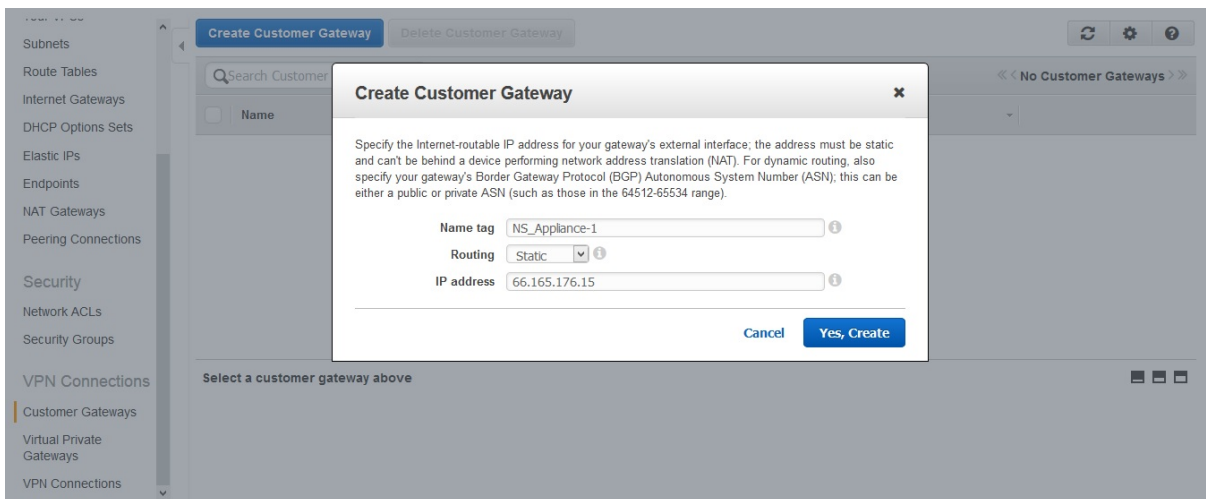 Subnets
Route Tables
Internet Gateways
DHCP Options Sets
Elastic IPs
Endpoints
NAT Gateways
Peering Connections
Security
Network ACLs
Security Groups
VPN Connections
Customer Gateways
Virtual Private
Gateways
VPN Connections
Create Customer Gateway
Delete Customer Gateway
Search Customer
No Customer Gateways
Name
Create Customer Gateway
Specify the Internet-routable IP address for your gateway's external interface; the address must be static
and can't be behind a device performing network address translation (NAT). For dynamic routing, also
specify your gateway's Border Gateway Protocol (BGP) Autonomous System Number (ASN); this can be
either a public or private ASN (such as those in the 64512-65534 range).
Name tag NS_Appliance-1
Routing Static
IP address 66.165.176.15
Cancel Yes, Create
Select a customer gateway above